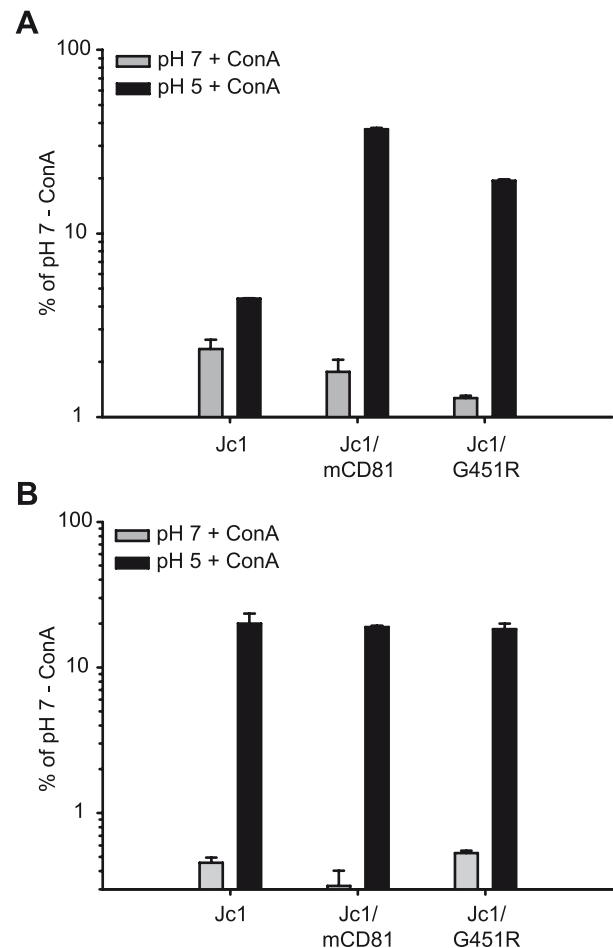 A
100
pH 7 + ConA
pH 5 + ConA
% of pH 7 - ConA
10
1
Jc1
Jc1/
mCD81
Jc1/
G451R
B
100
pH 7 + ConA
pH 5 + ConA
% of pH 7 - ConA
10
1
Jc1
Jc1/
mCD81
Jc1/
G451R